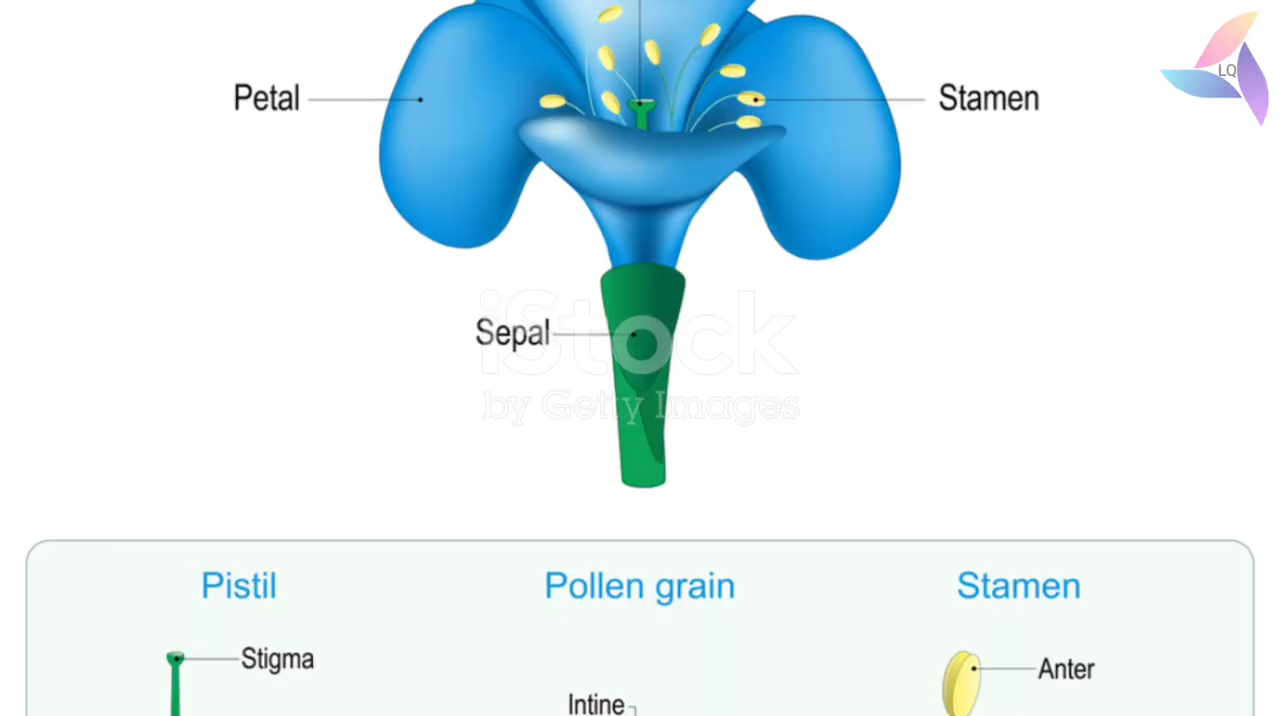 LQ
Petal
Stamen
Sepal
iStock
by Getty Images
Pistil
Pollen grain
Stamen
Stigma
Anter
Intine